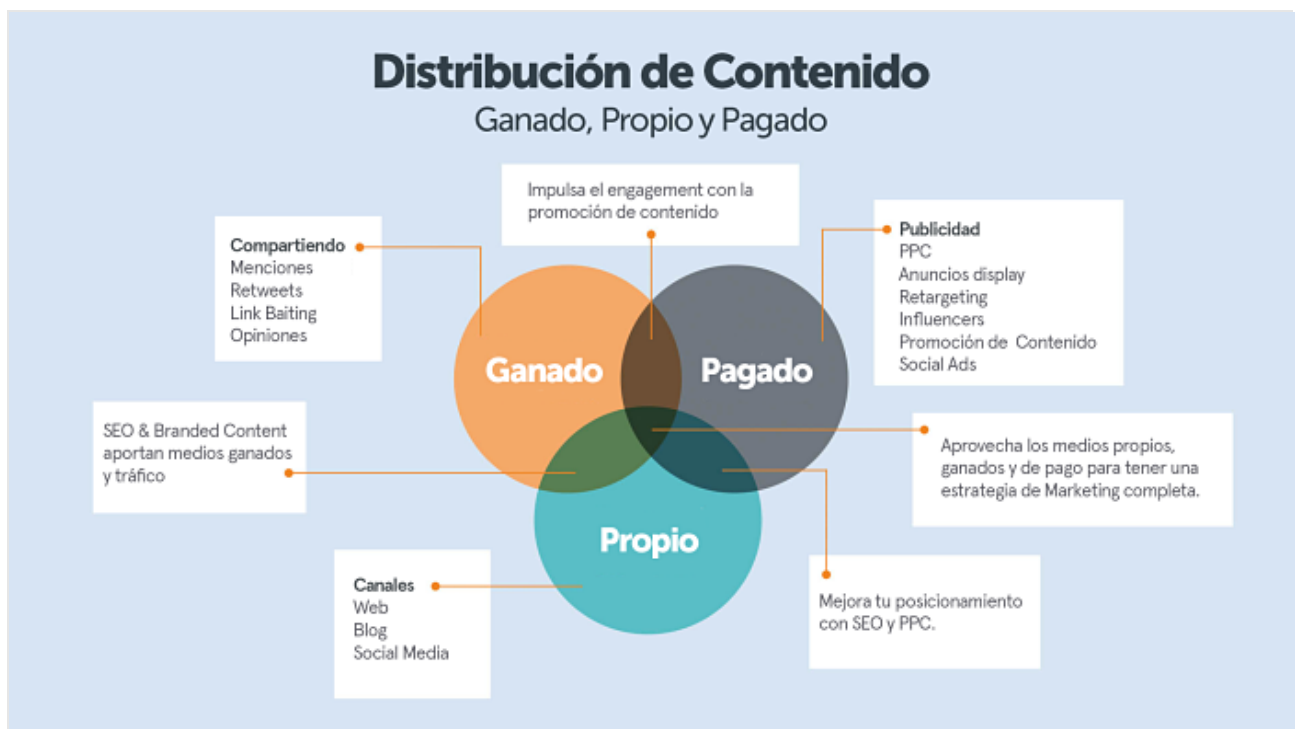 Distribución de Contenido
Ganado, Propio y Pagado
Impulsa el engagement con la
promoción de contenido
Compartiendo
Menciones
Retweets
Link Baiting
Opiniones
Publicidad
PPC
Anuncios display
Retargeting
Influencers
Promoción de Contenido
Social Ads
Ganado
Pagado
SEO & Branded Content
aportan medios ganados
y tráfico
Aprovecha los medios propios,
ganados y de pago para tener una
estrategia de Marketing completa.
Propio
Canales
Web
Blog
Social Media
Mejora tu posicionamiento
con SEO y PPC.